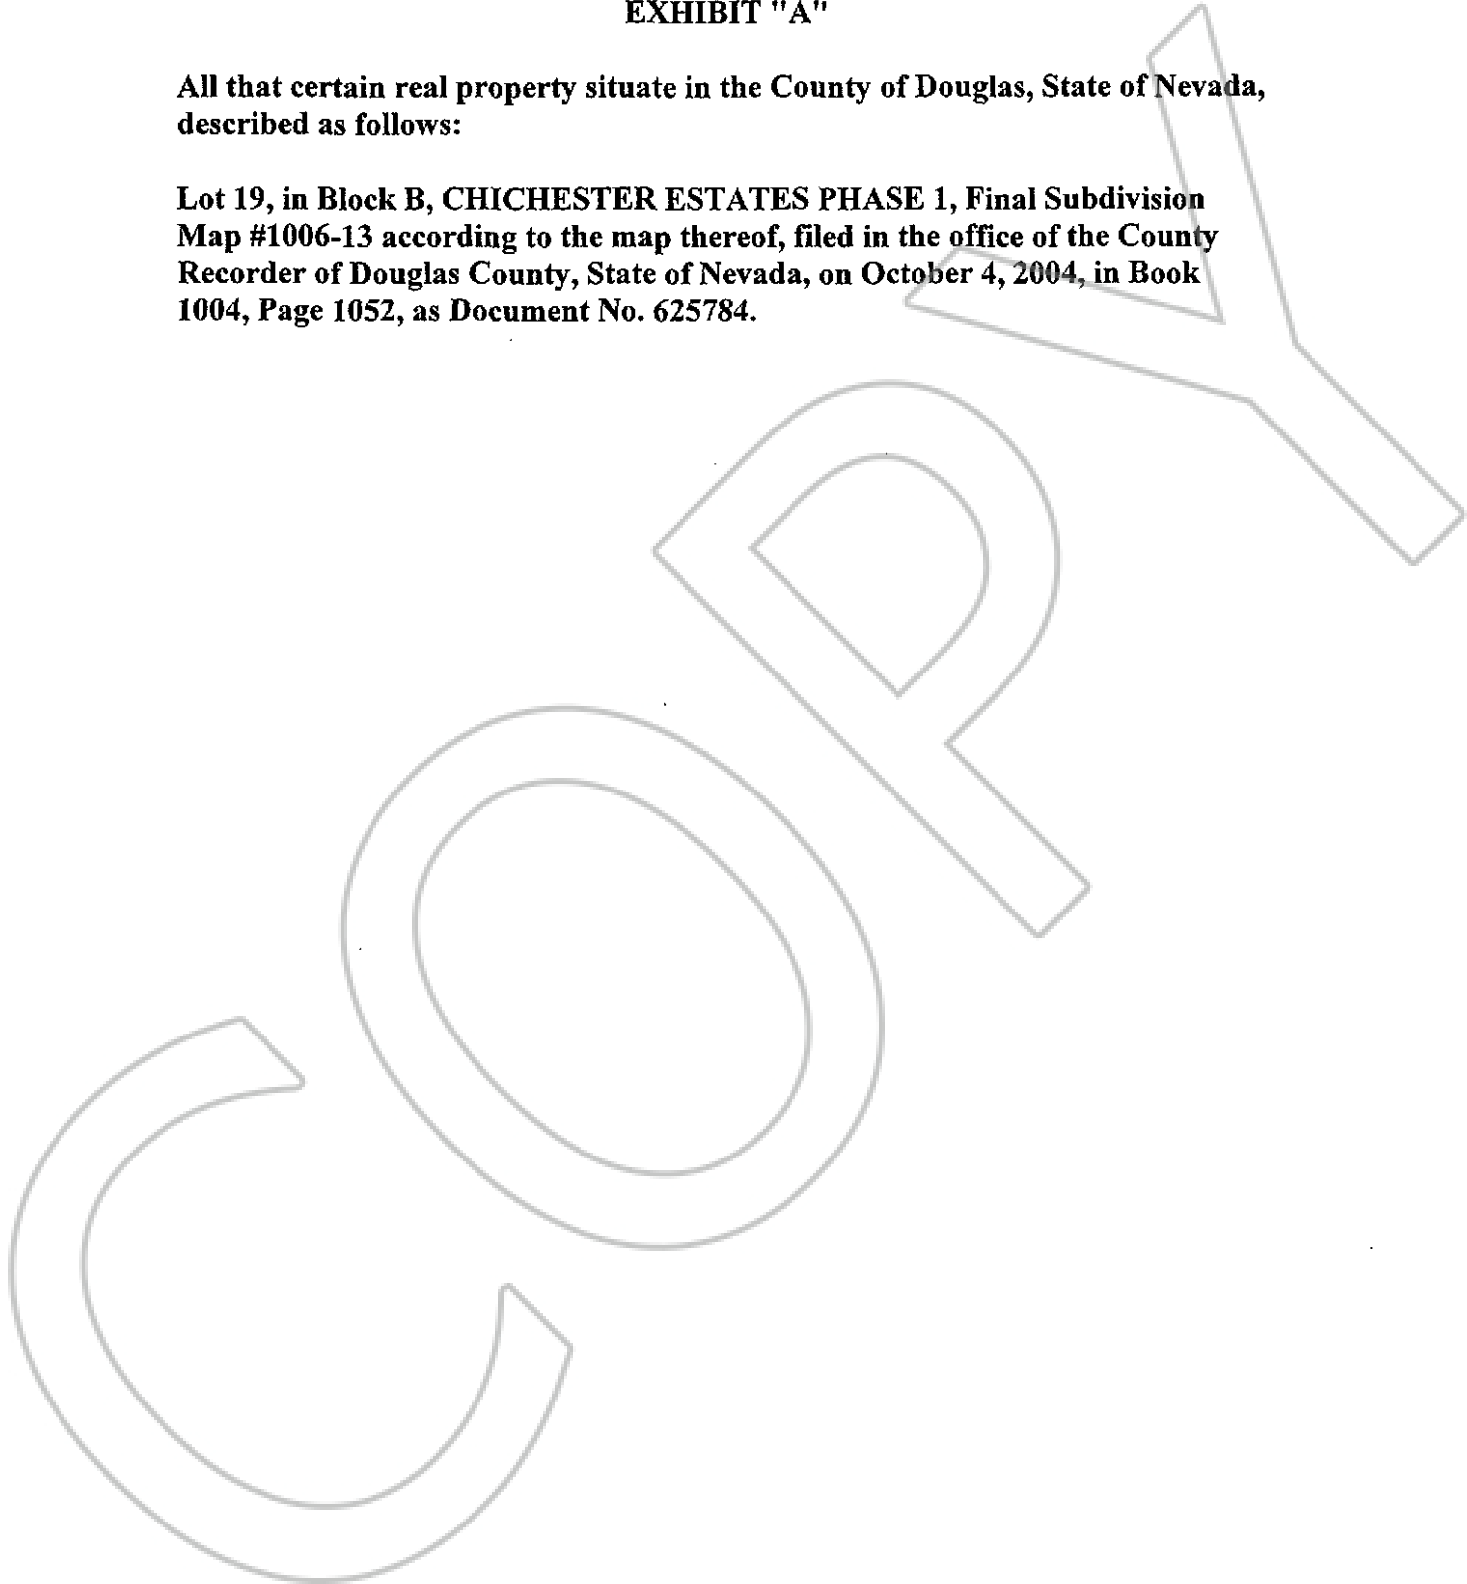 EXHIBIT "A"
All that certain real property situate in the County of Douglas, State of Nevada,
described as follows:
Lot 19, in Block B, CHICHESTER ESTATES PHASE 1, Final Subdivision
Map #1006-13 according to the map thereof, filed in the office of the County
Recorder of Douglas County, State of Nevada, on October 4, 2004, in Book
1004, Page 1052, as Document No. 625784.
COPY